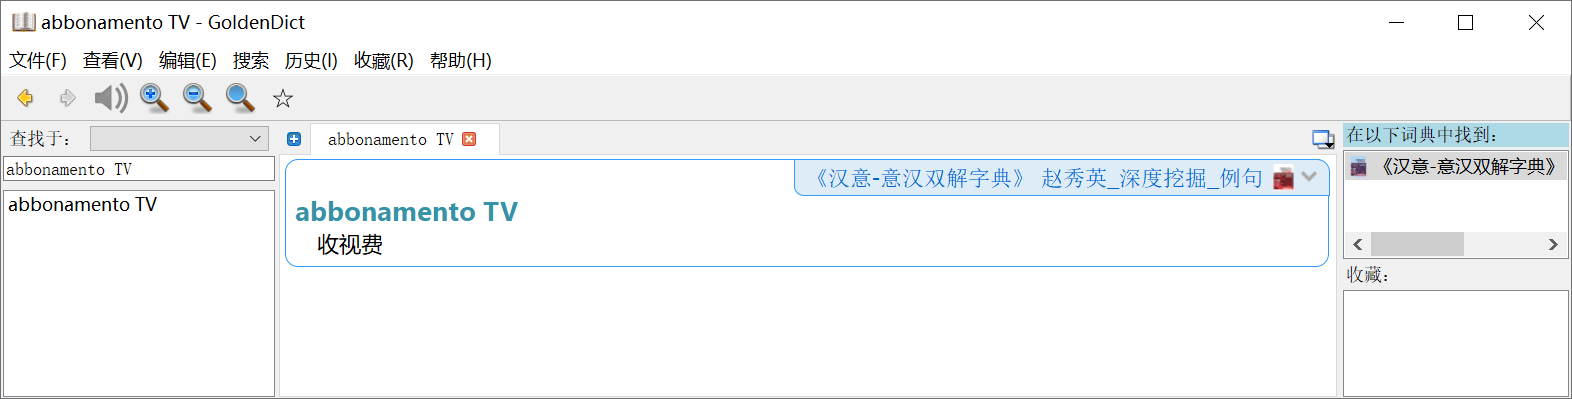 abbonamento TV - GoldenDict
文件(F) 查看(V) 编辑(E) 搜索 历史(I) 收藏(R) 帮助(H)
查找于:
abbonamento TV
abbonamento TV
abbonamento TV
《汉意-意汉双解字典》 赵秀英_深度挖掘_例句
abbonamento TV
收视费
在以下词典中找到:
《汉意-意汉双解字典》
收藏: